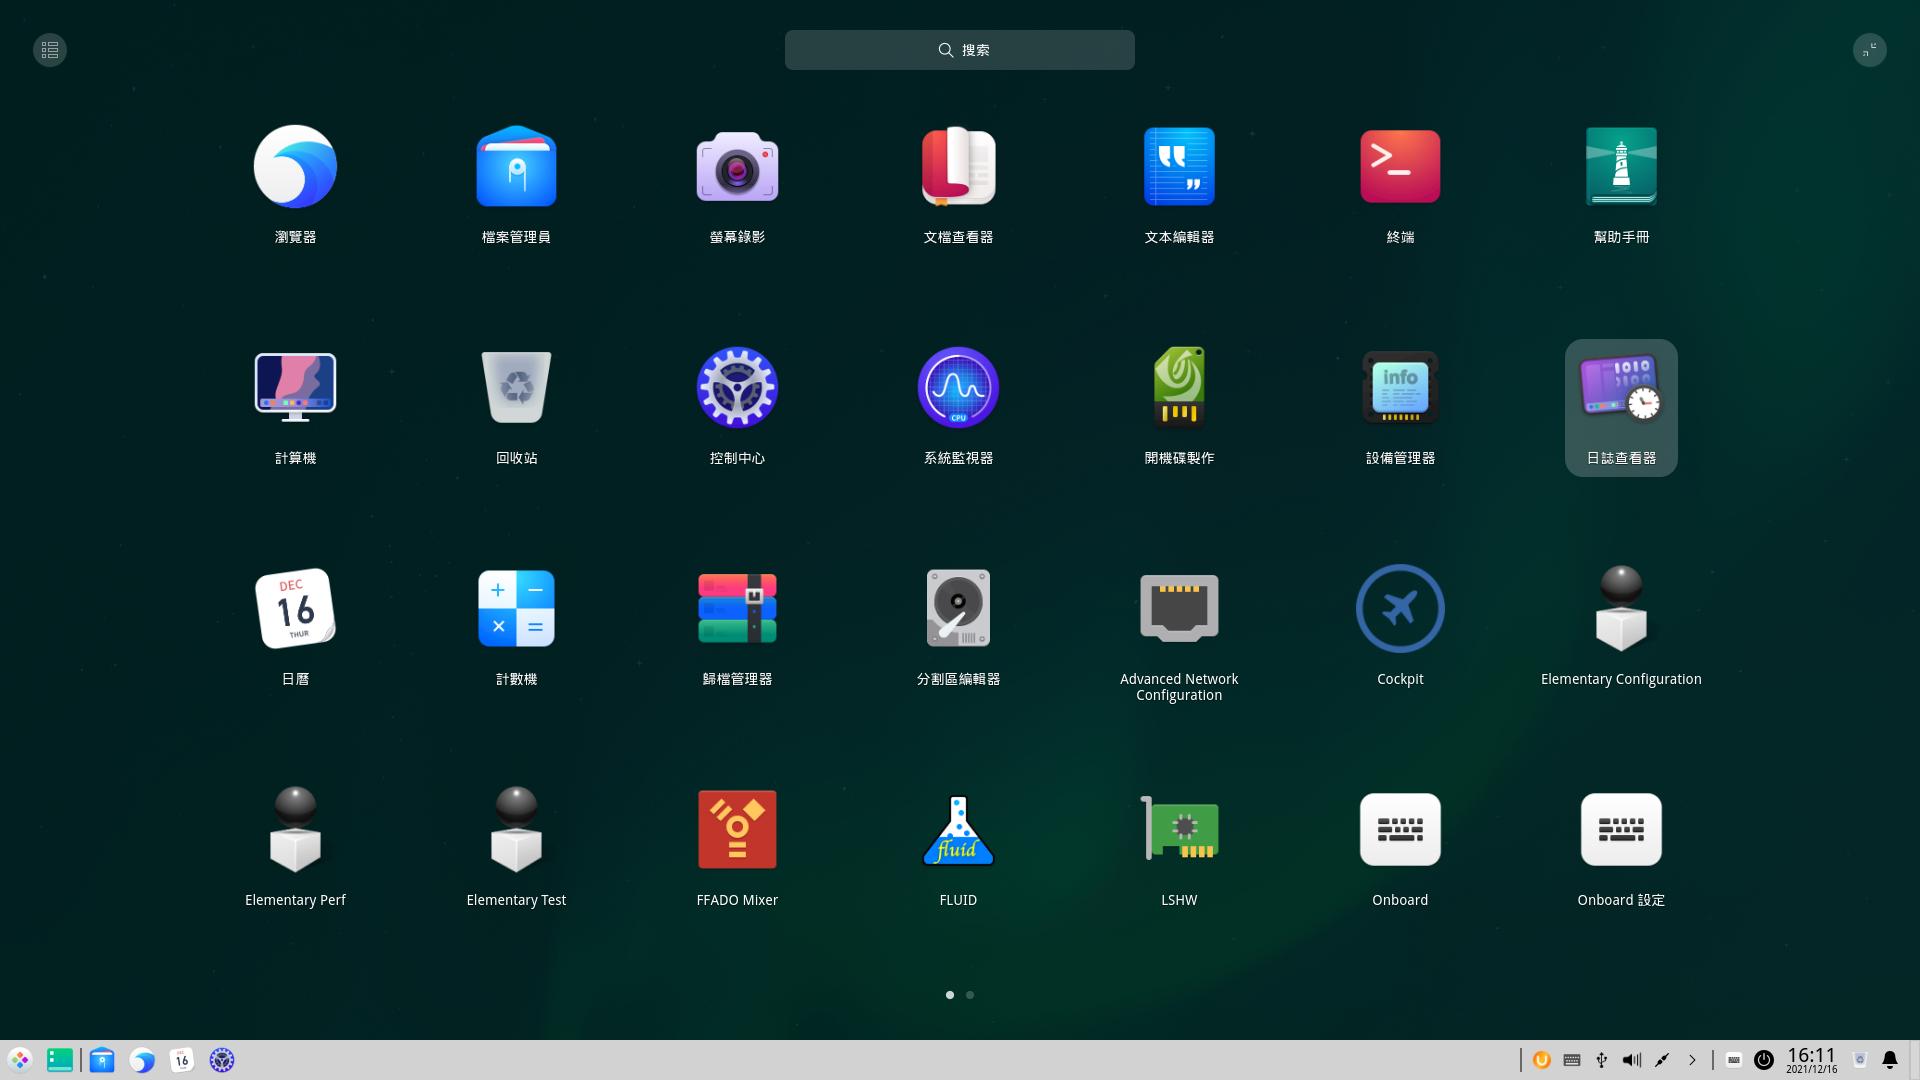 搜索
瀏覽器
檔案管理員
螢幕錄影
文檔查看器
文本編輯器
終端
幫助手冊
CPU
info
1010
計算機
回收站
控制中心
系統監視器
開機碟製作
設備管理器
日誌查看器
DEC
16
THUR
日曆
計數機
歸檔管理器
分割區編輯器
Advanced Network
Configuration
Cockpit
Elementary Configuration
fluid
Elementary Perf
Elementary Test
FFADO Mixer
FLUID
LSHW
Onboard
Onboard 設定
16
16:11
2021/12/16